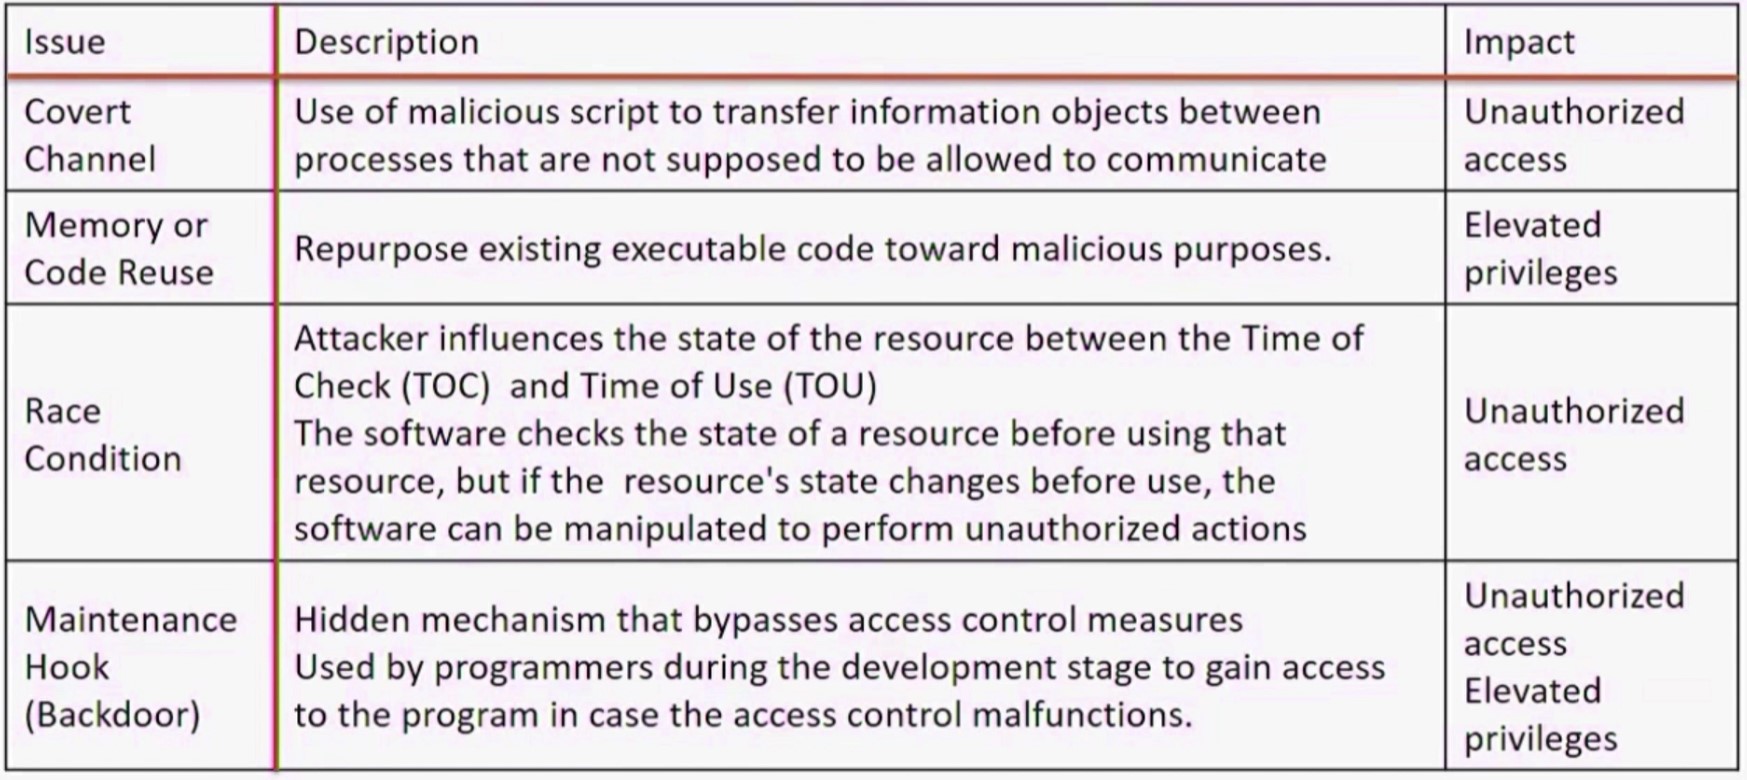 Issue
Description
Impact
Covert
Channel
Use of malicious script to transfer information objects between
processes that are not supposed to be allowed to communicate
Unauthorized
access
Memory or
Code Reuse
Repurpose existing executable code toward malicious purposes.
Elevated
privileges
Race
Condition
Attacker influences the state of the resource between the Time of
Check (TOC)  and Time of Use (TOU)
The software checks the state of a resource before using that
resource, but if the  resource's state changes before use, the
software can be manipulated to perform unauthorized actions
Unauthorized
access
Maintenance
Hook
(Backdoor)
Hidden mechanism that bypasses access control measures
Used by programmers during the development stage to gain access
to the program in case the access control malfunctions.
Unauthorized
access
Elevated
privileges